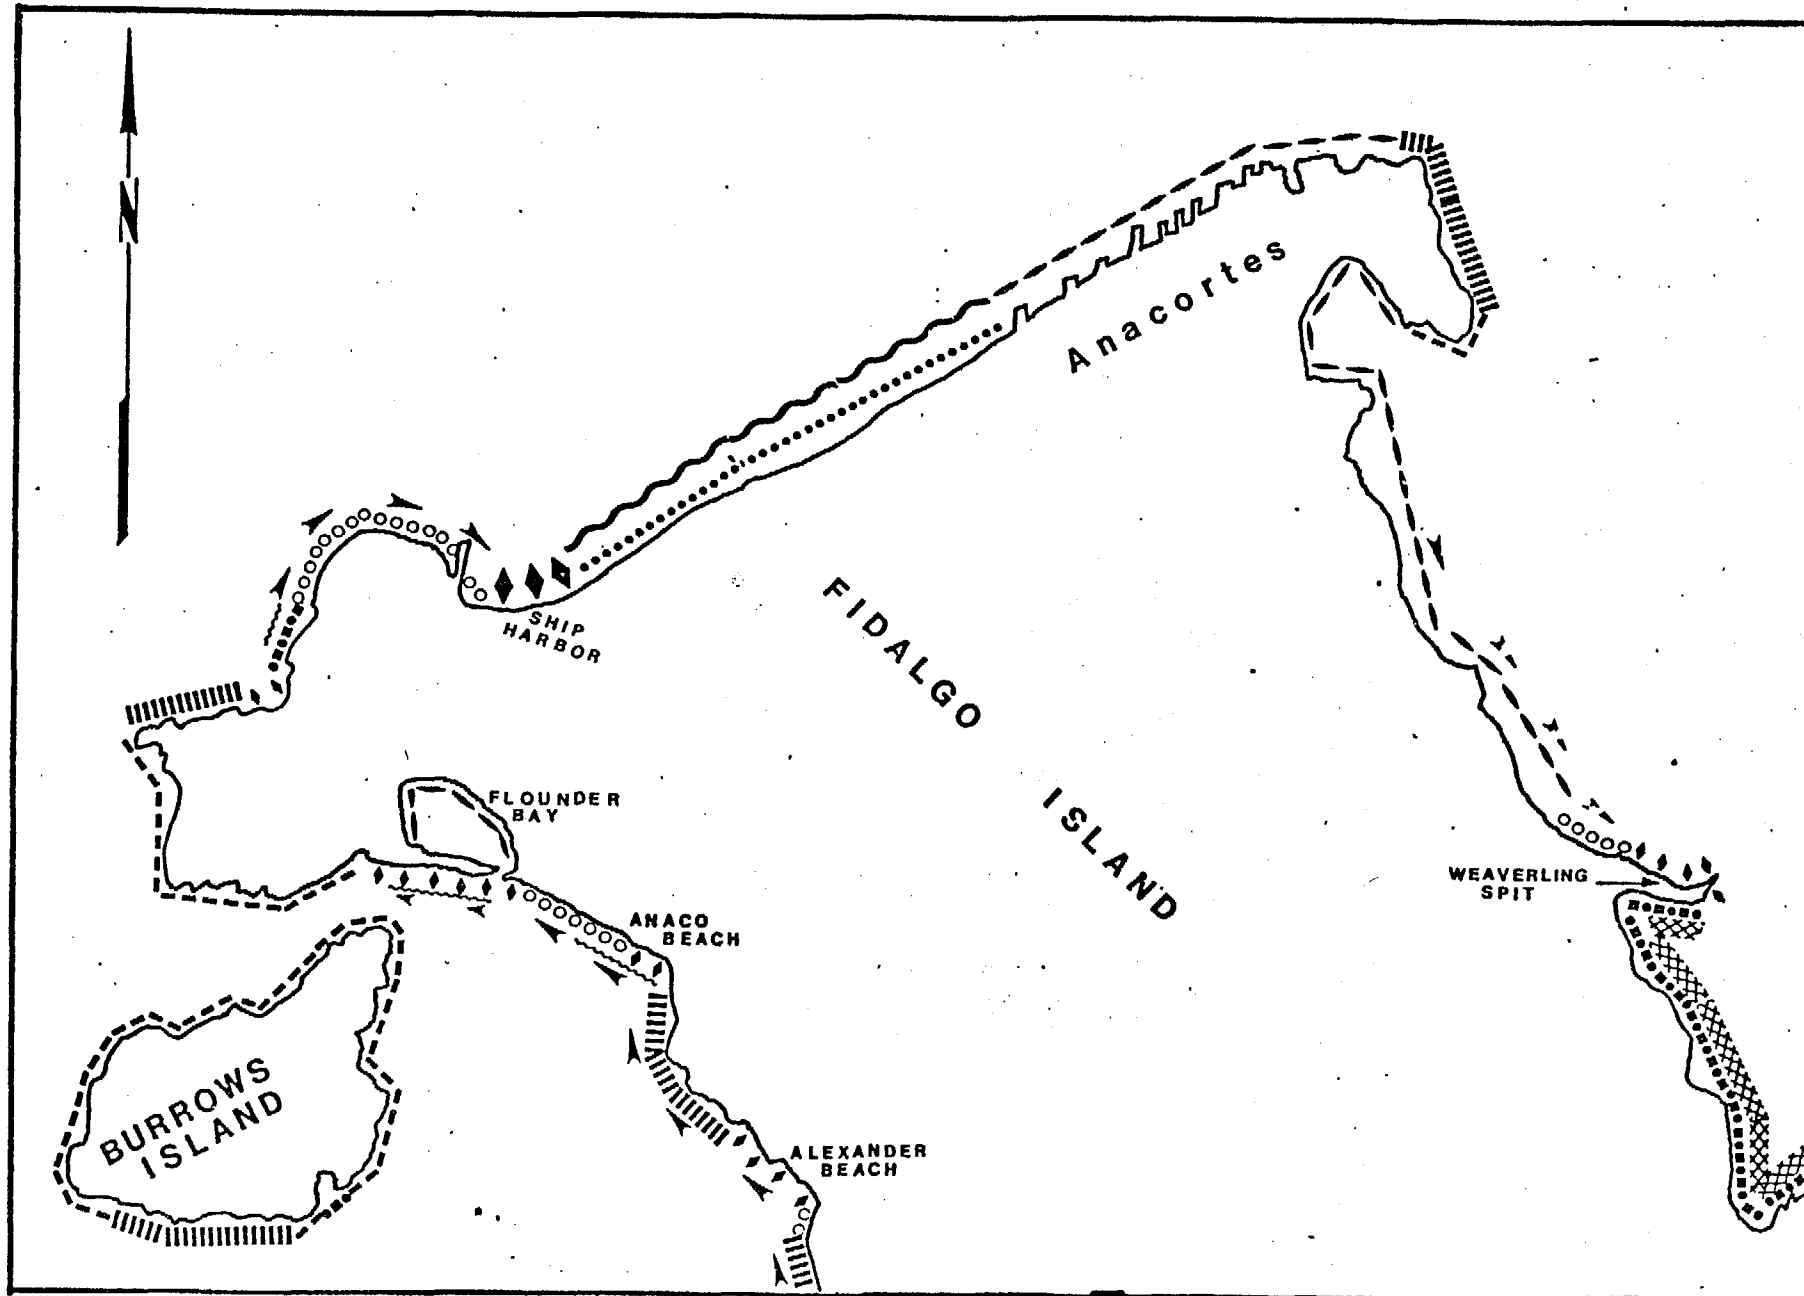 N
Anacortes
SHIP
HARBOR
FIDALGO
ISLAND
FLOUNDER
BAY
WEAVERLING
SPIT
ANACO
BEACH
BURROWS
ISLAND
ALEXANDER
BEACH